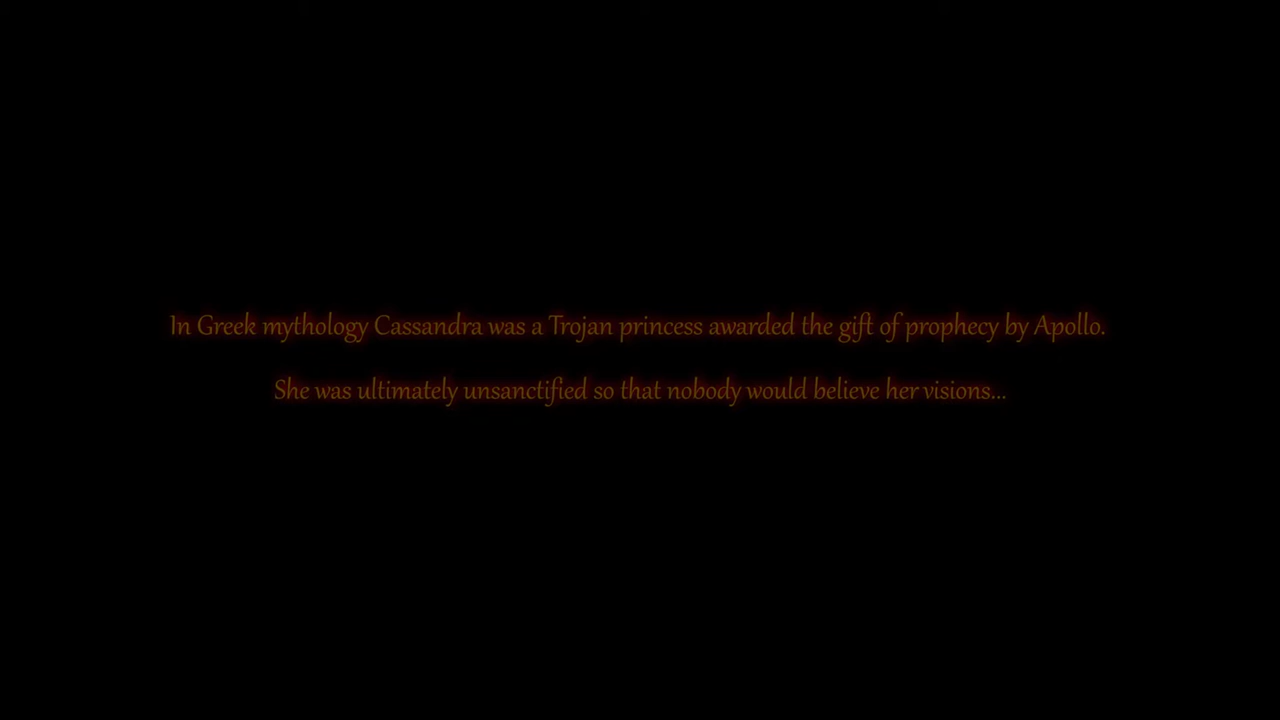 In Greek mythology Cassandra was a Trojan princess awarded the gift of prophecy by Apollo.
She was ultimately unsanctified so that nobody would believe her visions...